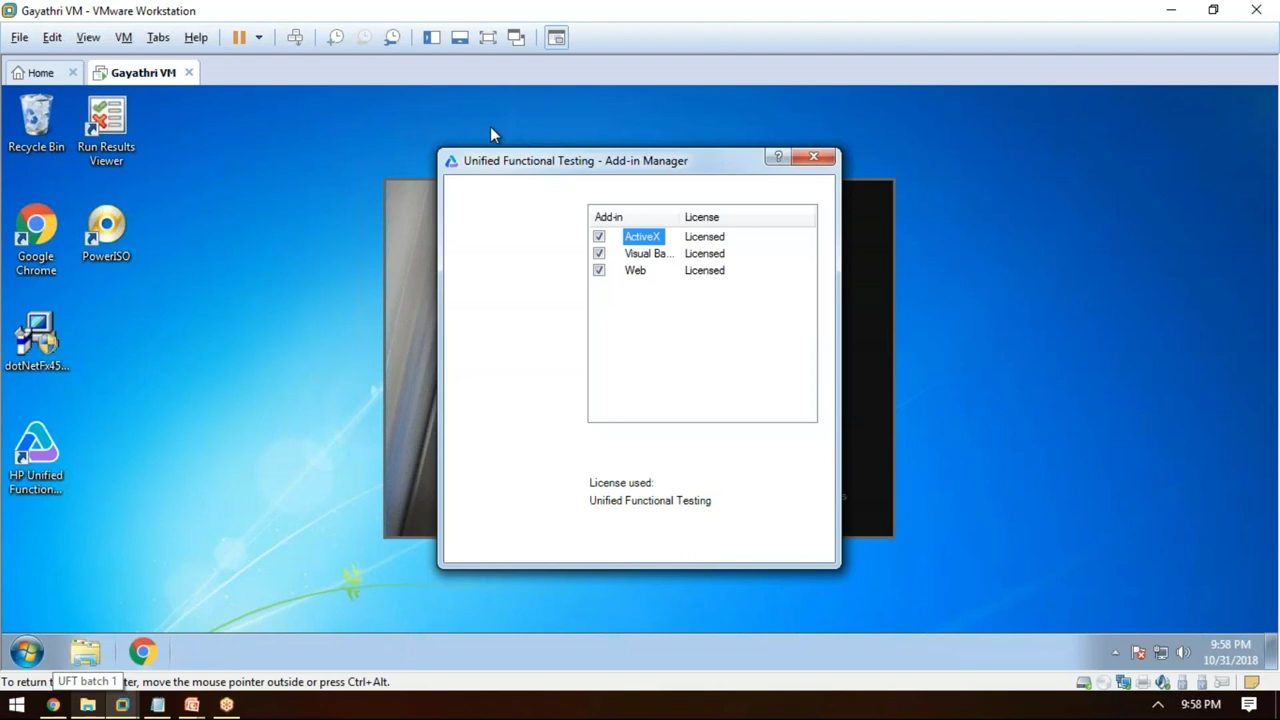 Gayathri VM - VMware Workstation
File Edit View VM Tabs Help
Home Gayathri VM
Recycle Bin
Run Results
Viewer
Google
Chrome
PowerISO
dotNetFx45...
HP Unified
Function...
Unified Functional Testing - Add-in Manager
Add-in License
ActiveX Licensed
Visual Ba... Licensed
Web Licensed
License used:
Unified Functional Testing
9:58 PM
10/31/2018
To return t
UFT batch 1
ter, move the mouse pointer outside or press Ctrl+Alt.
9:58 PM